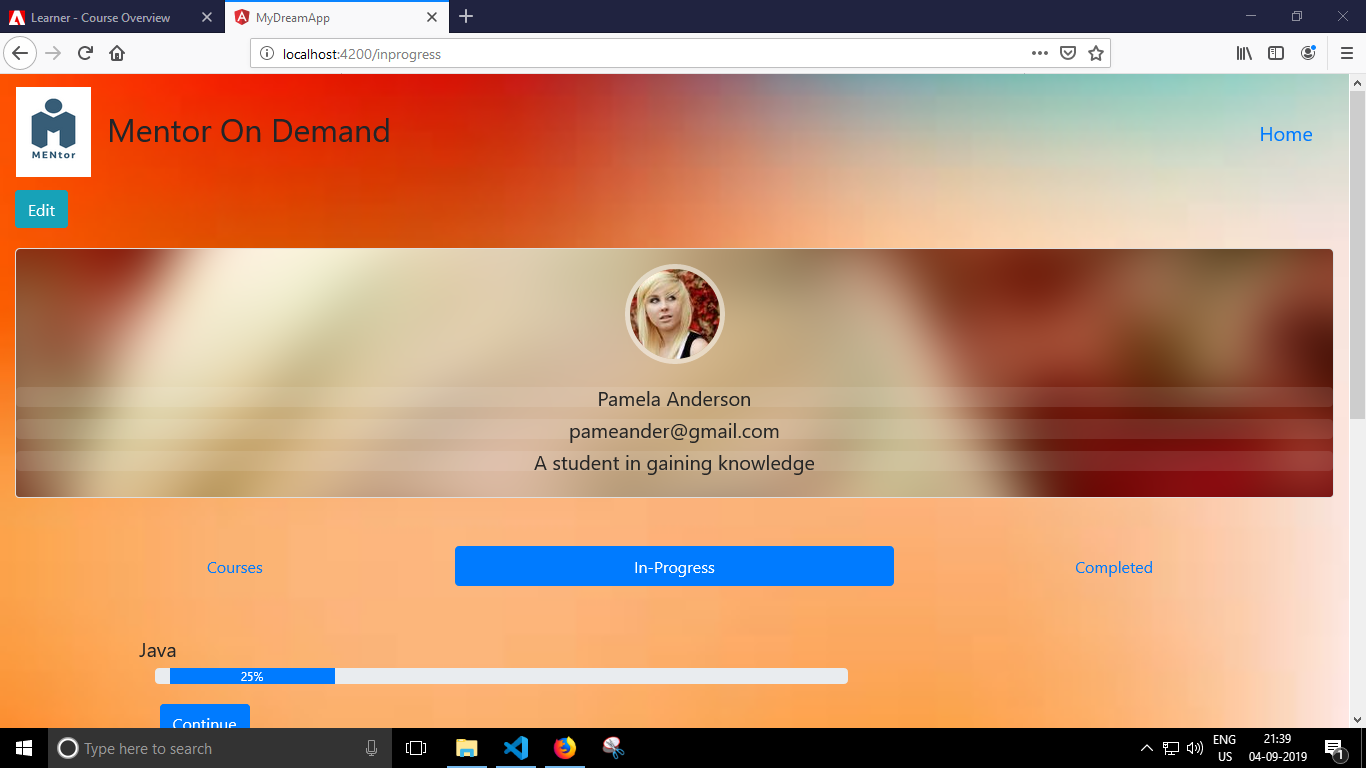 Learner - Course Overview
MyDreamApp
localhost:4200/inprogress
MENtor
Mentor On Demand
Home
Edit
Pamela Anderson
pameander@gmail.com
A student in gaining knowledge
Courses
In-Progress
Completed
Java
25%
Continue
Type here to search
ENG
US
21:39
04-09-2019
1